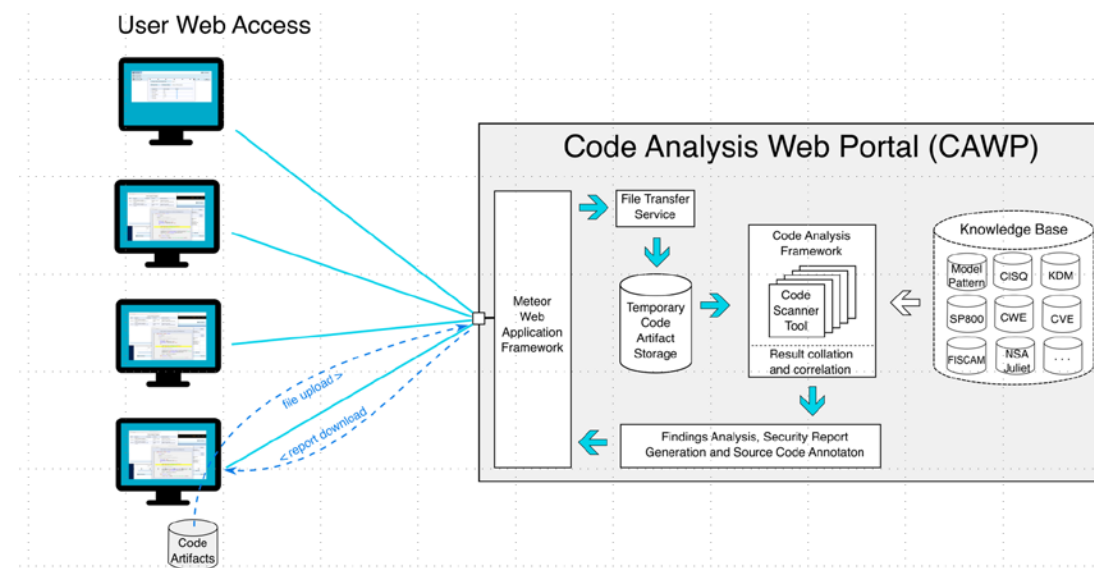 User Web Access
Code Analysis Web Portal (CAWP)
File Transfer
Service
Code Analysis
Framework
Knowledge Base
Model
Pattern
CISQ
KDM
Meteor
Web
Application
Framework
Temporary
Code
Artifact
Storage
Code
Scanner
Tool
SP800
CWE
CVE
Result collation
and correlation
FISCAM
NSA
Juliet
. . .
file upload >
< report download
Findings Analysis, Security Report
Generation and Source Code Annotaton
Code
Artifacts